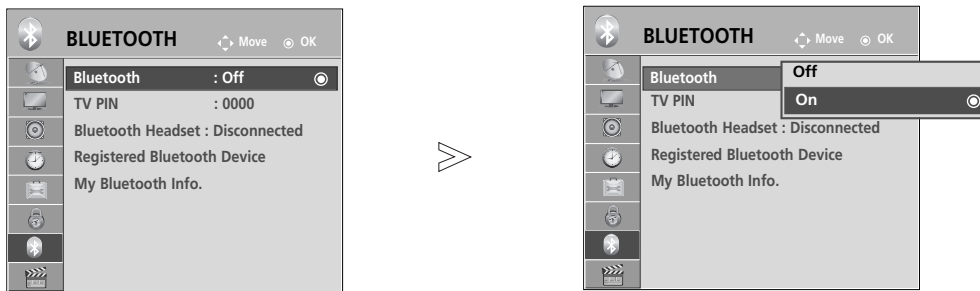 BLUETOOTH Move OK
Bluetooth : Off
TV PIN : 0000
Bluetooth Headset : Disconnected
Registered Bluetooth Device
My Bluetooth Info.
BLUETOOTH Move OK
Bluetooth
Off
On
TV PIN
Bluetooth Headset : Disconnected
Registered Bluetooth Device
My Bluetooth Info.